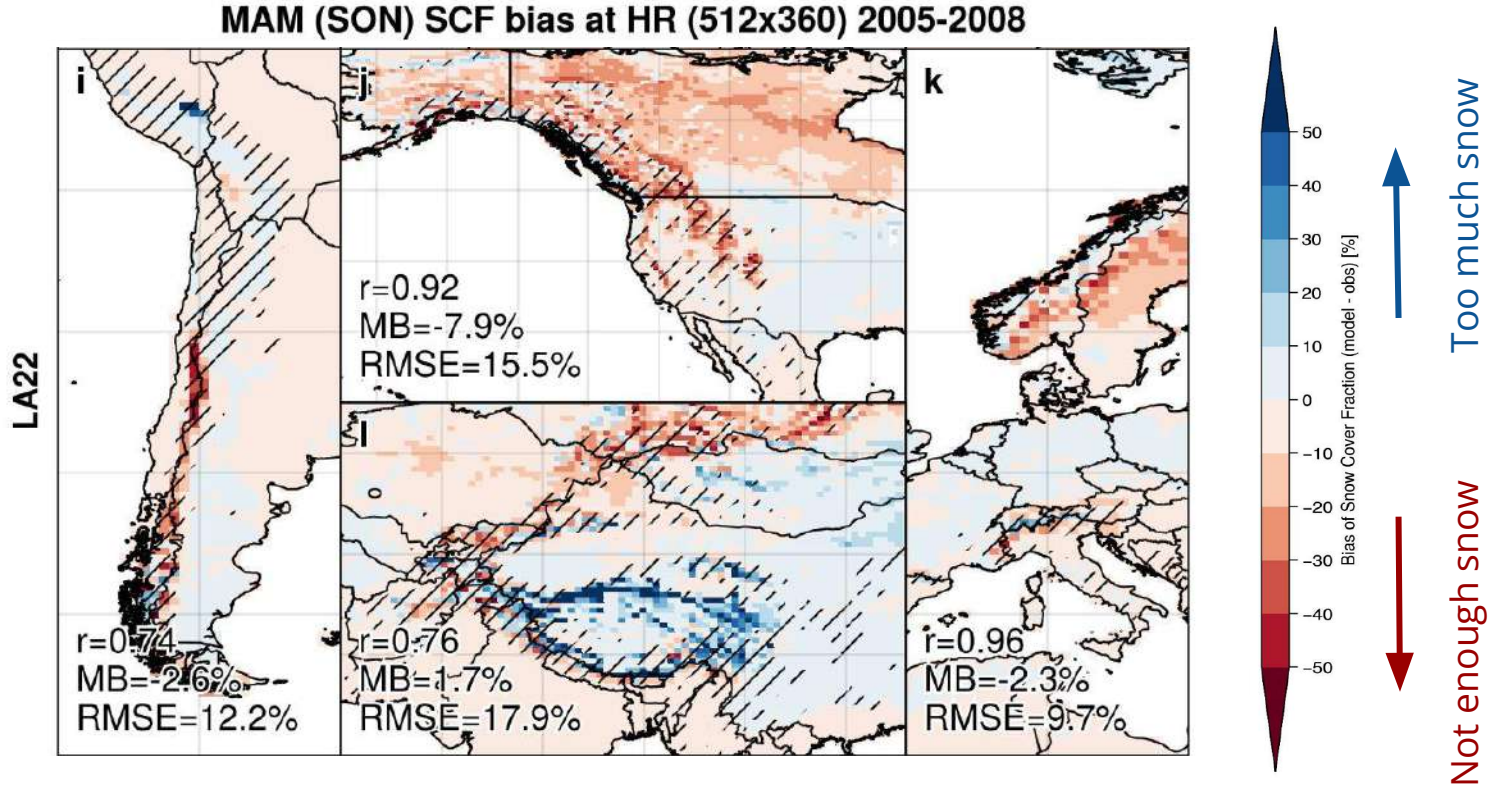 MAM (SON) SCF bias at HR (512x360) 2005-2008
LA22
i
r=0.74
MB=-2.6%
RMSE=12.2%
j
r=0.92
MB=-7.9%
RMSE=15.5%
k
r=0.96
MB=-2.3%
RMSE=9.7%
l
r=0.76
MB=1.7%
RMSE=17.9%
50
40
30
20
10
0
−10
−20
−30
−40
−50
Bias of Snow Cover Fraction (model - obs) [%]
Too much snow
Not enough snow